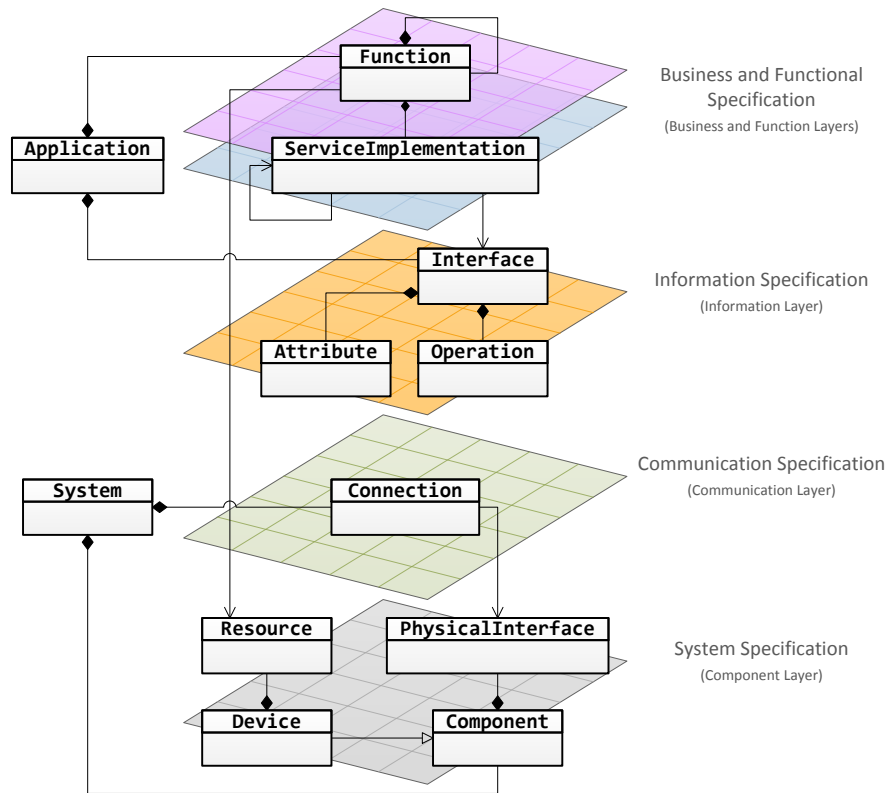 Function
Business and Functional
Specification
(Business and Function Layers)
Application
ServiceImplementation
Interface
Information Specification
(Information Layer)
Attribute
Operation
Communication Specification
(Communication Layer)
System
Connection
Resource
PhysicalInterface
System Specification
(Component Layer)
Device
Component